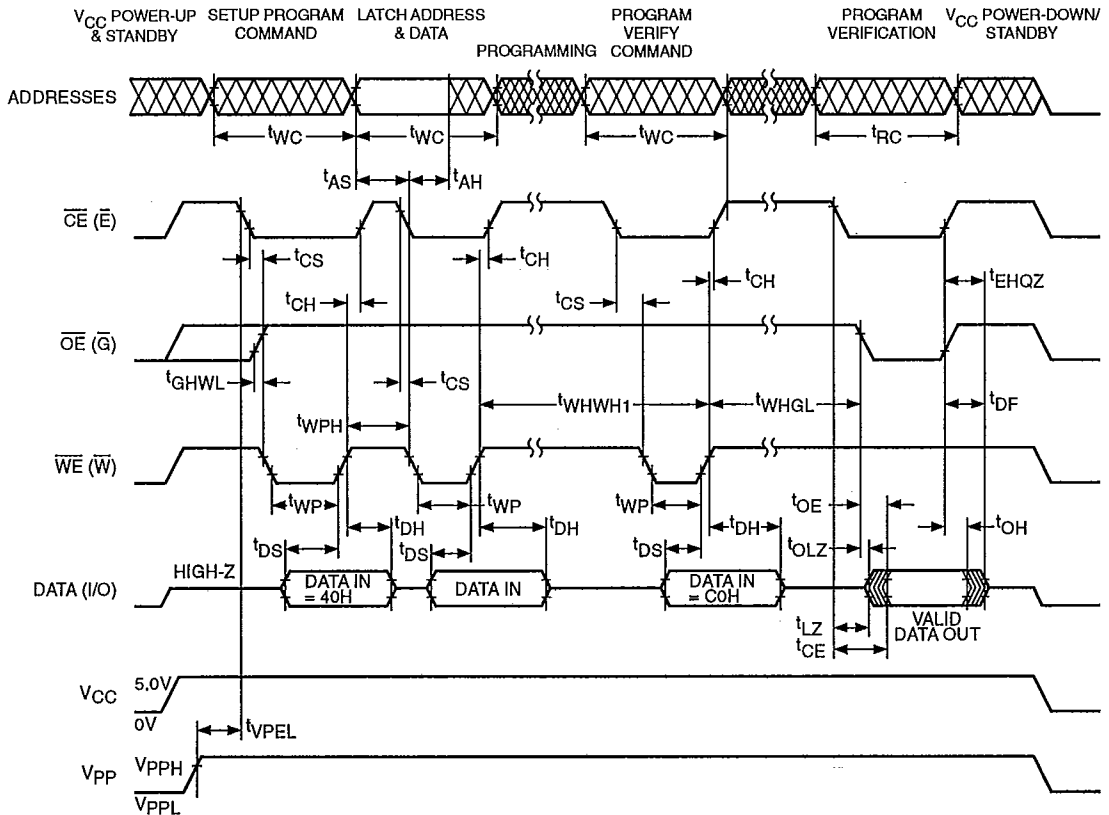 VCC POWER-UP & STANDBY
SETUP PROGRAM COMMAND
LATCH ADDRESS & DATA
PROGRAMMING
PROGRAM VERIFY COMMAND
PROGRAM VERIFICATION
VCC POWER-DOWN/ STANDBY
ADDRESSES
tWC
tWC
tWC
tRC
tAS
tAH
CE (E)
tCS
tCH
tCH
tCS
tCH
tEHQZ
OE (G)
tGHWL
tCS
tWPH
tWHWH1
tWHGL
tDF
WE (W)
tWP
tWP
tWP
tOE
tDH
tDH
tDH
tOH
tDS
tDS
tDS
tOLZ
DATA (I/O)
HIGH-Z
DATA IN = 40H
DATA IN
DATA IN = C0H
tLZ
VALID DATA OUT
tCE
VCC
5.0V
0V
tVPEL
VPP
VPPH
VPPL